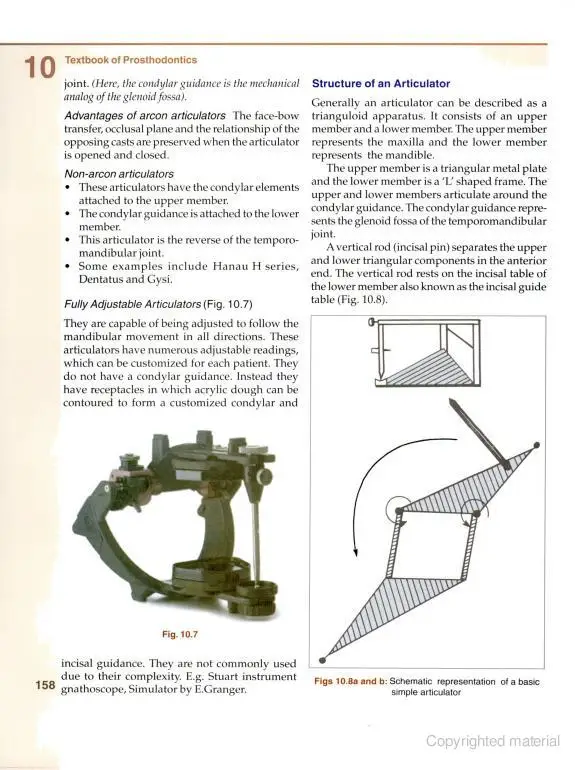 10
Textbook of Prosthodontics
joint. (Here, the condylar guidance is the mechanical
analog of the glenoid fossa).
Advantages of arcon articulators The face-bow
transfer, occlusal plane and the relationship of the
opposing casts are preserved when the articulator
is opened and closed.
Non-arcon articulators
• These articulators have the condylar elements
attached to the upper member.
• The condylar guidance is attached to the lower
member.
• This articulator is the reverse of the temporo-
mandibular joint.
• Some examples include Hanau H series,
Dentatus and Gysi.
Fully Adjustable Articulators (Fig. 10.7)
They are capable of being adjusted to follow the
mandibular movement in all directions. These
articulators have numerous adjustable readings,
which can be customized for each patient. They
do not have a condylar guidance. Instead they
have receptacles in which acrylic dough can be
contoured to form a customized condylar and
Fig. 10.7
incisal guidance. They are not commonly used
due to their complexity. E.g. Stuart instrument
gnathoscope, Simulator by E.Granger.
158
Structure of an Articulator
Generally an articulator can be described as a
trianguloid apparatus. It consists of an upper
member and a lower member. The upper member
represents the maxilla and the lower member
represents the mandible.
The upper member is a triangular metal plate
and the lower member is a 'L' shaped frame. The
upper and lower members articulate around the
condylar guidance. The condylar guidance repre-
sents the glenoid fossa of the temporomandibular
joint.
A vertical rod (incisal pin) separates the upper
and lower triangular components in the anterior
end. The vertical rod rests on the incisal table of
the lower member also known as the incisal guide
table (Fig. 10.8).
Figs 10.8a and b: Schematic representation of a basic
simple articulator
Copyrighted material